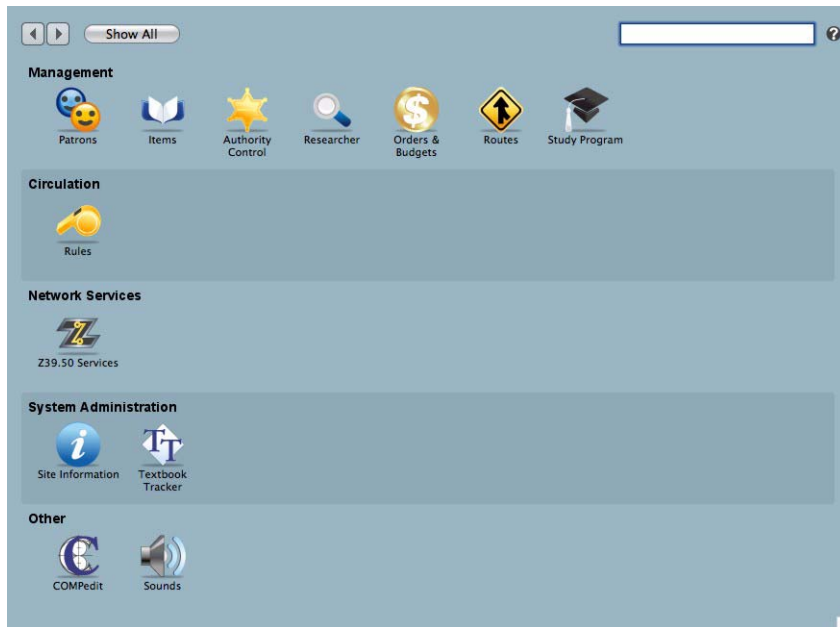 Show All
?
Management
Patrons
Items
Authority
Control
Researcher
$
Orders &
Budgets
Routes
Study Program
Circulation
Rules
Network Services
Z
Z39.50 Services
System Administration
i
Site Information
TT
Textbook
Tracker
Other
C
COMPedit
Sounds